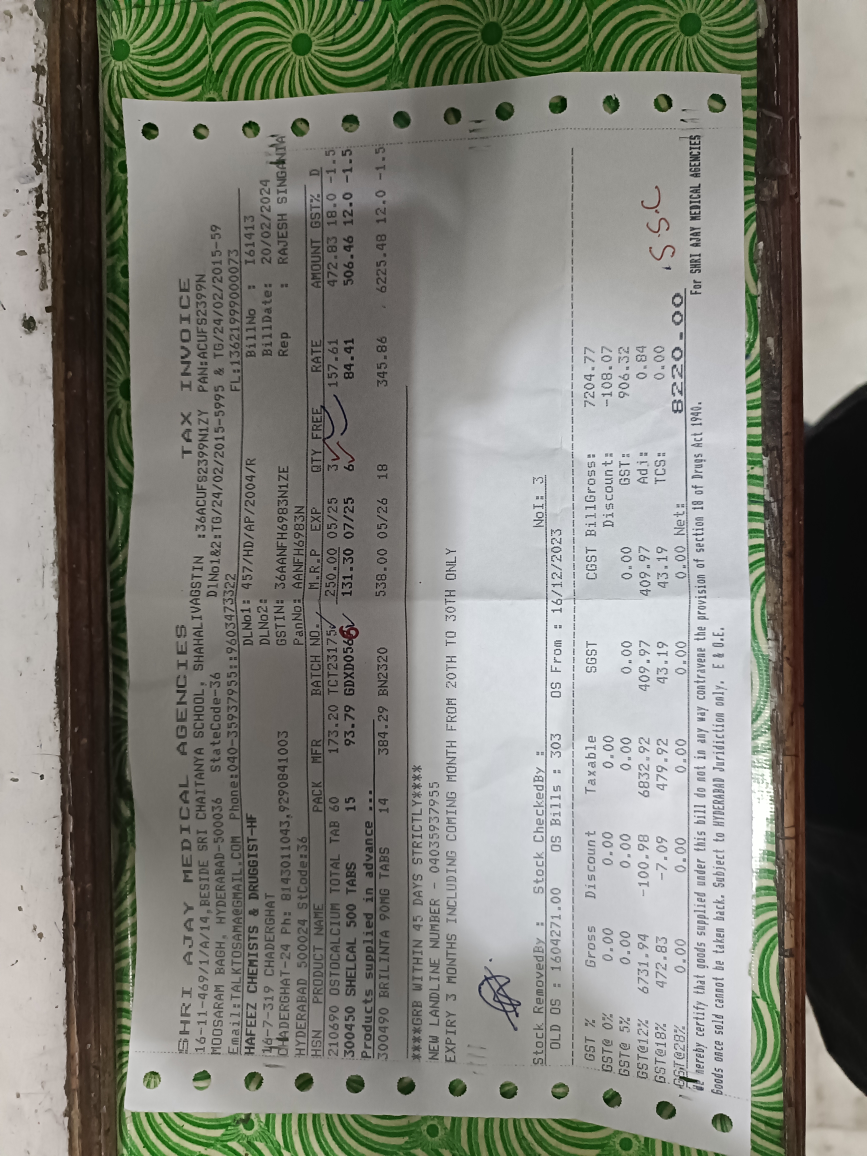 SHRI AJAY MEDICAL AGENCIES TAX INVOICE
16-11-469/1/A/14,BESIDE SRI CHAITANYA SCHOOL, SHAHALIVAGSTIN :36ACUFS2399N1ZY PAN:ACUFS2399N
MOOSARAM BAGH, HYDERABAD-500036 StateCode-36 DlNo1&2:TG/24/02/2015-5995 & TG/24/02/2015-59
Email:TALKTOSAMA@GMAIL.COM Phone:040-35937955::9603473322 FL:13621999000073
HAFEEZ CHEMISTS & DRUGGIST-HF DLNo1: 457/HD/AP/2004/R BillNo : I61413
16-7-319 CHADERGHAT DLNo2: BillDate: 20/02/2024
CHADERGHAT-24 Ph: 8143011043,9290841003 GSTIN: 36AANFH6983N1ZE Rep : RAJESH SINGANIA
HYDERABAD 500024 StCode:36 PanNo: AANFH6983N
HSN PRODUCT NAME PACK MFR BATCH NO. M.R.P EXP QTY FREE RATE AMOUNT GST% D
210690 OSTOCALCIUM TOTAL TAB 60 173.20 TCT23175 250.00 05/25 3 157.61 472.83 18.0 -1.5
300450 SHELCAL 500 TABS 15 93.79 131.30 07/25 6 84.41 506.46 12.0 -1.5
Products supplied in advance ...
300490 BRILINTA 90MG TABS 14 384.29 BN2320 538.00 05/26 18 345.86 6225.48 12.0 -1.5
****GRB WITHIN 45 DAYS STRICTLY****
NEW LANDLINE NUMBER - 04035937955
EXPIRY 3 MONTHS INCLUDING COMING MONTH FROM 20TH TO 30TH ONLY
Stock RemovedBy : Stock CheckedBy : NoI: 3
OLD OS : 1604271.00 OS Bills : 303 OS From : 16/12/2023
GST % Gross Discount Taxable SGST CGST BillGross: 7204.77
GST@ 0% 0.00 0.00 0.00 Discount: -108.07
GST@ 5% 0.00 0.00 0.00 0.00 0.00 GST: 906.32
GST@12% 6731.94 -100.98 6832.92 409.97 409.97 Adj: 0.84
GST@18% 472.83 -7.09 479.92 43.19 43.19 TCS: 0.00
GST@28% 0.00 0.00 0.00 0.00 0.00 Net: 8220.00
S.S.C
We hereby certify that goods supplied under this bill do not in any way contravene the provision of section 18 of Drugs Act 1940. For SHRI AJAY MEDICAL AGENCIES
Goods once sold cannot be taken back. Subject to HYDERABAD Juridiction only. E & O.E.